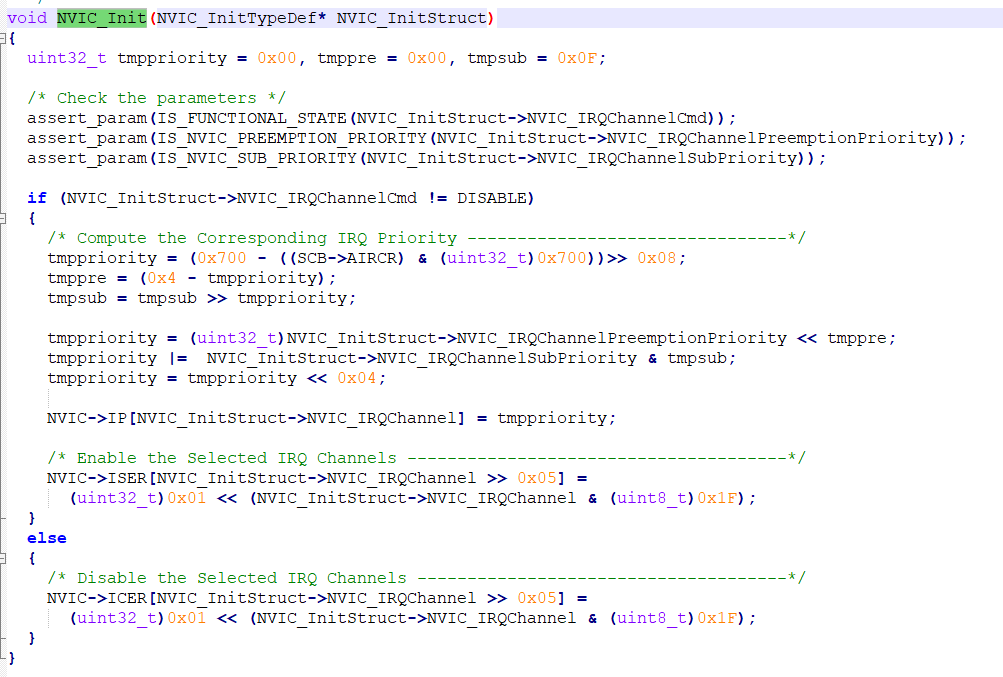 void NVIC_Init(NVIC_InitTypeDef* NVIC_InitStruct)
{
  uint32_t tmppriority = 0x00, tmppre = 0x00, tmpsub = 0x0F;

  /* Check the parameters */
  assert_param(IS_FUNCTIONAL_STATE(NVIC_InitStruct->NVIC_IRQChannelCmd));
  assert_param(IS_NVIC_PREEMPTION_PRIORITY(NVIC_InitStruct->NVIC_IRQChannelPreemptionPriority));
  assert_param(IS_NVIC_SUB_PRIORITY(NVIC_InitStruct->NVIC_IRQChannelSubPriority));

  if (NVIC_InitStruct->NVIC_IRQChannelCmd != DISABLE)
  {
    /* Compute the Corresponding IRQ Priority --------------------------------*/
    tmppriority = (0x700 - ((SCB->AIRCR) & (uint32_t)0x700))>> 0x08;
    tmppre = (0x4 - tmppriority);
    tmpsub = tmpsub >> tmppriority;

    tmppriority = (uint32_t)NVIC_InitStruct->NVIC_IRQChannelPreemptionPriority << tmppre;
    tmppriority |=  NVIC_InitStruct->NVIC_IRQChannelSubPriority & tmpsub;
    tmppriority = tmppriority << 0x04;

    NVIC->IP[NVIC_InitStruct->NVIC_IRQChannel] = tmppriority;

    /* Enable the Selected IRQ Channels --------------------------------------*/
    NVIC->ISER[NVIC_InitStruct->NVIC_IRQChannel >> 0x05] =
      (uint32_t)0x01 << (NVIC_InitStruct->NVIC_IRQChannel & (uint8_t)0x1F);
  }
  else
  {
    /* Disable the Selected IRQ Channels -------------------------------------*/
    NVIC->ICER[NVIC_InitStruct->NVIC_IRQChannel >> 0x05] =
      (uint32_t)0x01 << (NVIC_InitStruct->NVIC_IRQChannel & (uint8_t)0x1F);
  }
}